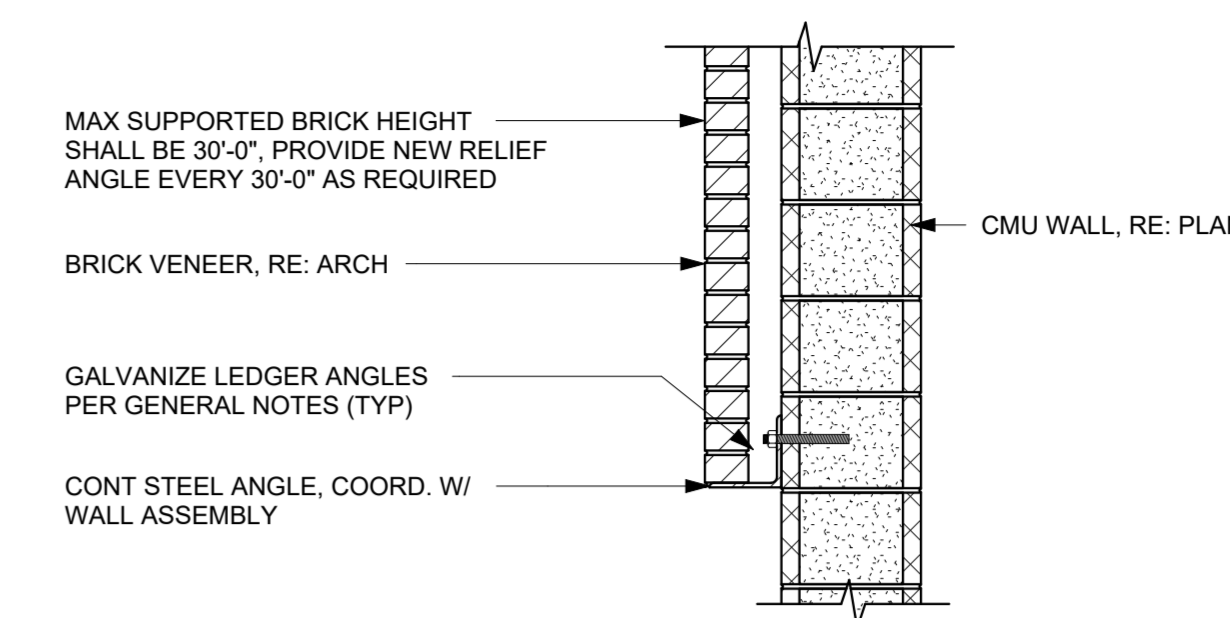 MAX SUPPORTED BRICK HEIGHT
SHALL BE 30'-0", PROVIDE NEW RELIEF
ANGLE EVERY 30'-0" AS REQUIRED
CMU WALL, RE:
BRICK VENEER, RE: ARCH
GALVANIZE LEDGER ANGLES
PER GENERAL NOTES (TYP)
CONT STEEL ANGLE, COORD. W/
WALL ASSEMBLY